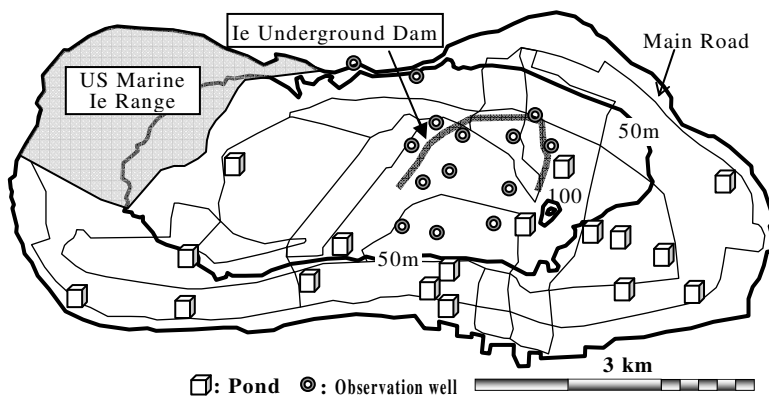 Ie Underground Dam
Main Road
US Marine
Ie Range
50m
100
50m
3 km
: Pond
: Observation well